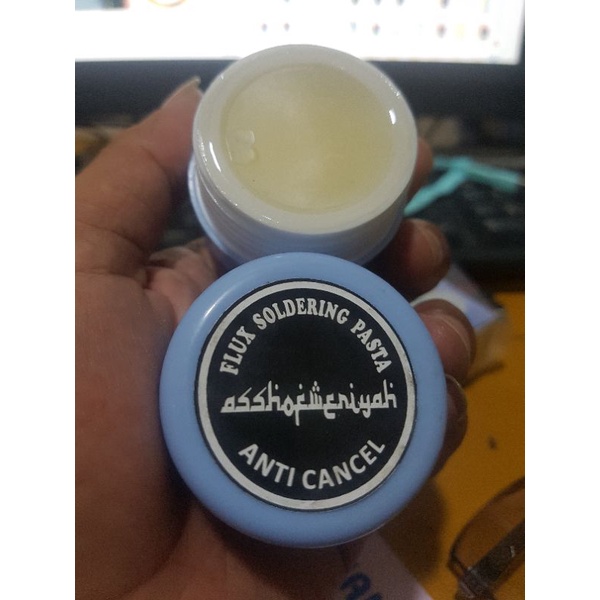 FLUX SOLDERING PASTA
asshofweriyah
ANTI CANCEL